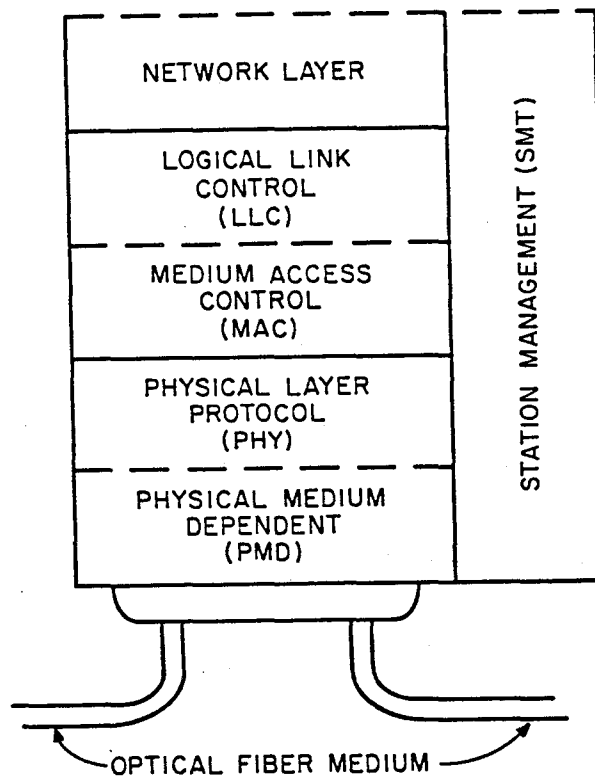 NETWORK LAYER
LOGICAL LINK
CONTROL
(LLC)
MEDIUM ACCESS
CONTROL
(MAC)
PHYSICAL LAYER
PROTOCOL
(PHY)
PHYSICAL MEDIUM
DEPENDENT
(PMD)
STATION MANAGEMENT (SMT)
OPTICAL FIBER MEDIUM